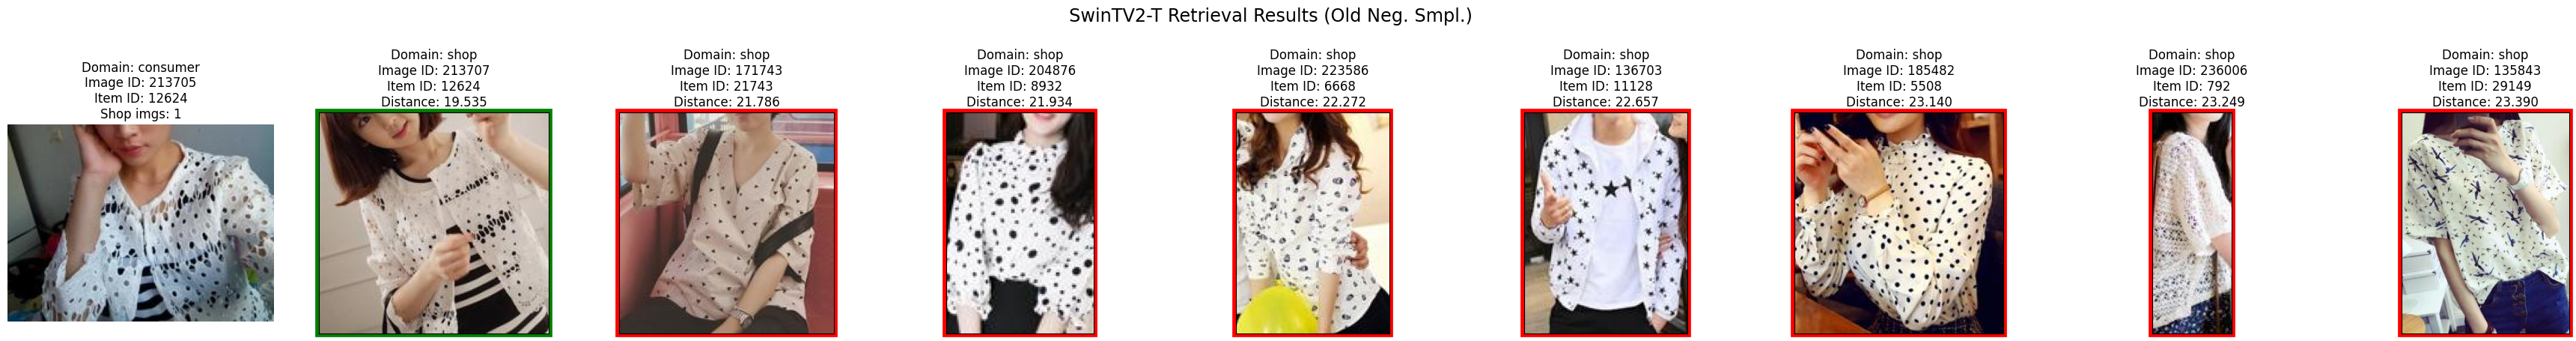 SwinTV2-T Retrieval Results (Old Neg. Smpl.)
Domain: consumer
Image ID: 213705
Item ID: 12624
Shop imgs: 1
Domain: shop
Image ID: 213707
Item ID: 12624
Distance: 19.535
Domain: shop
Image ID: 171743
Item ID: 21743
Distance: 21.786
Domain: shop
Image ID: 204876
Item ID: 8932
Distance: 21.934
Domain: shop
Image ID: 223586
Item ID: 6668
Distance: 22.272
Domain: shop
Image ID: 136703
Item ID: 11128
Distance: 22.657
Domain: shop
Image ID: 185482
Item ID: 5508
Distance: 23.140
Domain: shop
Image ID: 236006
Item ID: 792
Distance: 23.249
Domain: shop
Image ID: 135843
Item ID: 29149
Distance: 23.390